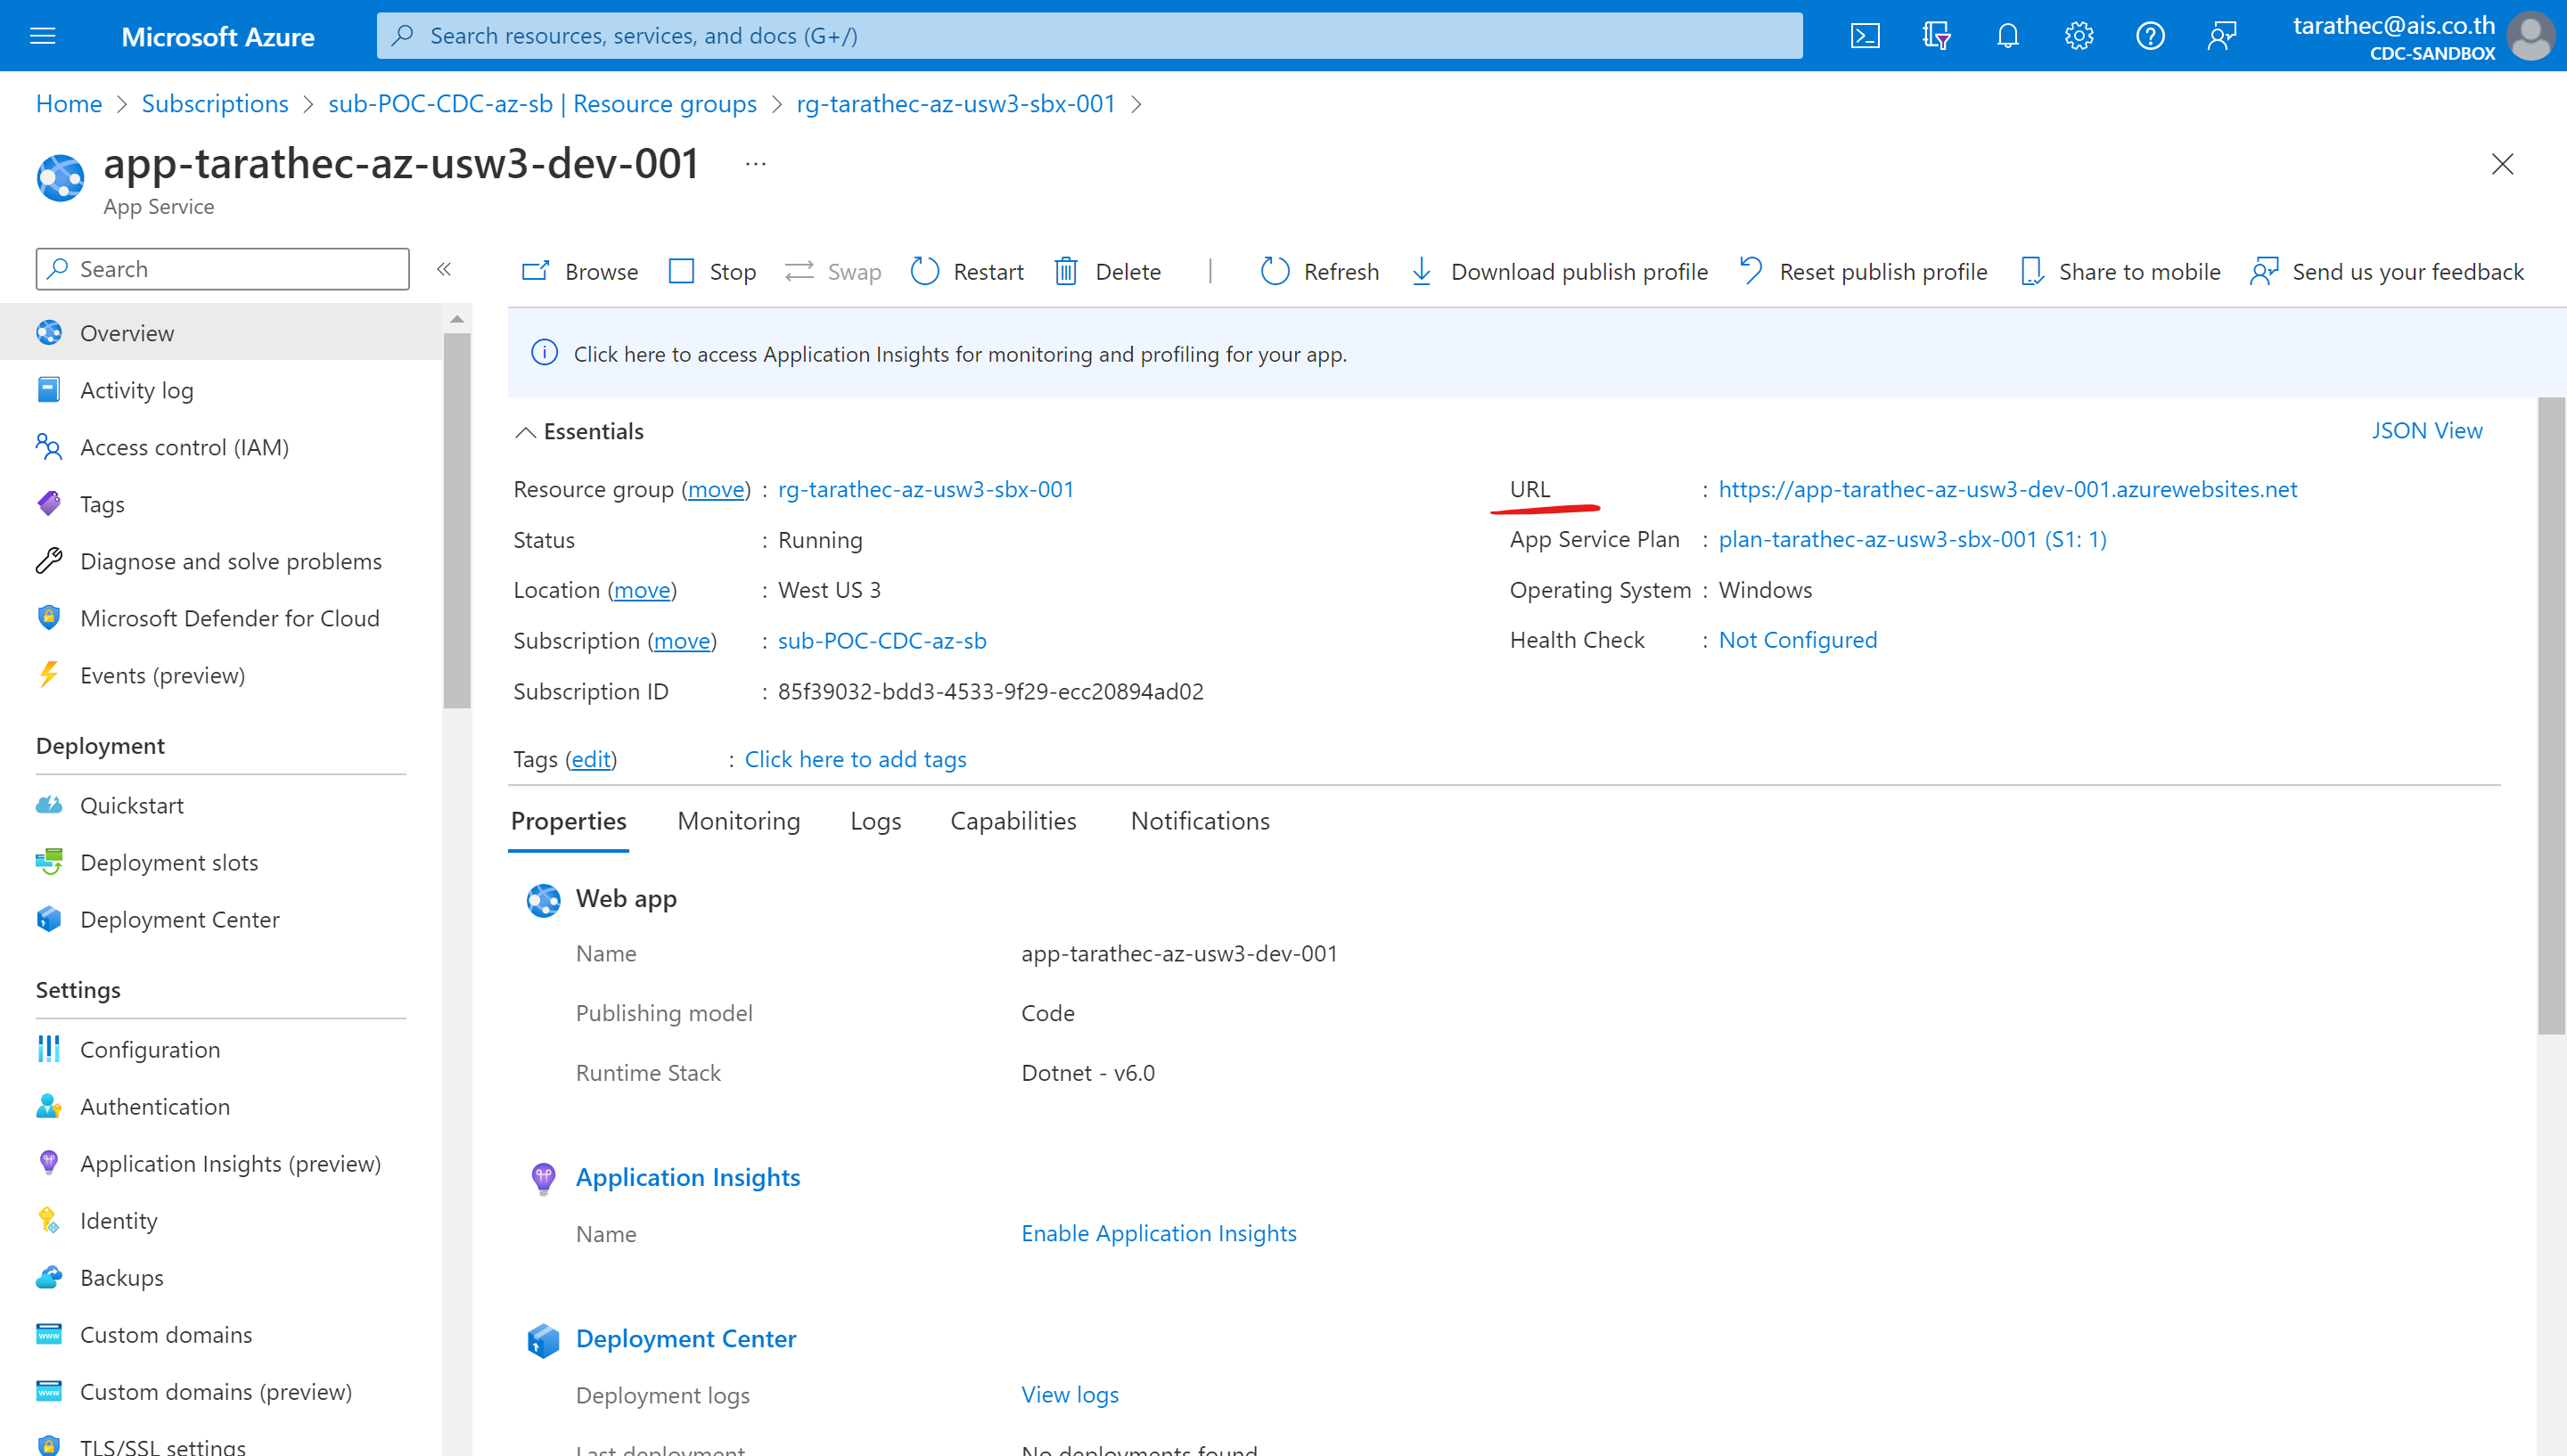 Microsoft Azure
Search resources, services, and docs (G+/)
tarathec@ais.co.th
CDC-SANDBOX
Home > Subscriptions > sub-POC-CDC-az-sb | Resource groups > rg-tarathec-az-usw3-sbx-001 >
app-tarathec-az-usw3-dev-001 ...
App Service
Search
«
Browse Stop Swap Restart Delete | Refresh Download publish profile Reset publish profile Share to mobile Send us your feedback
Overview
Activity log
Access control (IAM)
Tags
Diagnose and solve problems
Microsoft Defender for Cloud
Events (preview)
Deployment
Quickstart
Deployment slots
Deployment Center
Settings
Configuration
Authentication
Application Insights (preview)
Identity
Backups
Custom domains
Custom domains (preview)
TLS/SSL settings
Click here to access Application Insights for monitoring and profiling for your app.
Essentials
JSON View
Resource group (move) : rg-tarathec-az-usw3-sbx-001
Status : Running
Location (move) : West US 3
Subscription (move) : sub-POC-CDC-az-sb
Subscription ID : 85f39032-bdd3-4533-9f29-ecc20894ad02
URL : https://app-tarathec-az-usw3-dev-001.azurewebsites.net
App Service Plan : plan-tarathec-az-usw3-sbx-001 (S1: 1)
Operating System : Windows
Health Check : Not Configured
Tags (edit) : Click here to add tags
Properties Monitoring Logs Capabilities Notifications
Web app
Name app-tarathec-az-usw3-dev-001
Publishing model Code
Runtime Stack Dotnet - v6.0
Application Insights
Name Enable Application Insights
Deployment Center
Deployment logs View logs
Last deployment No deployments found